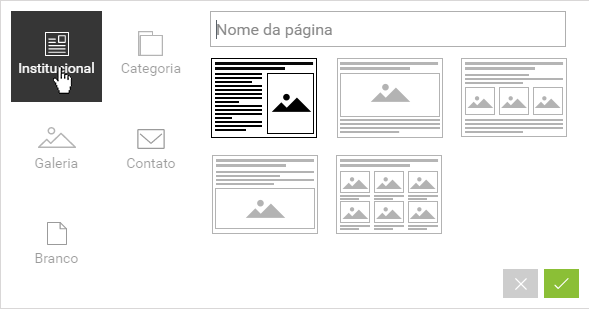 Institucional
Categoria
Galeria
Contato
Branco
Nome da página